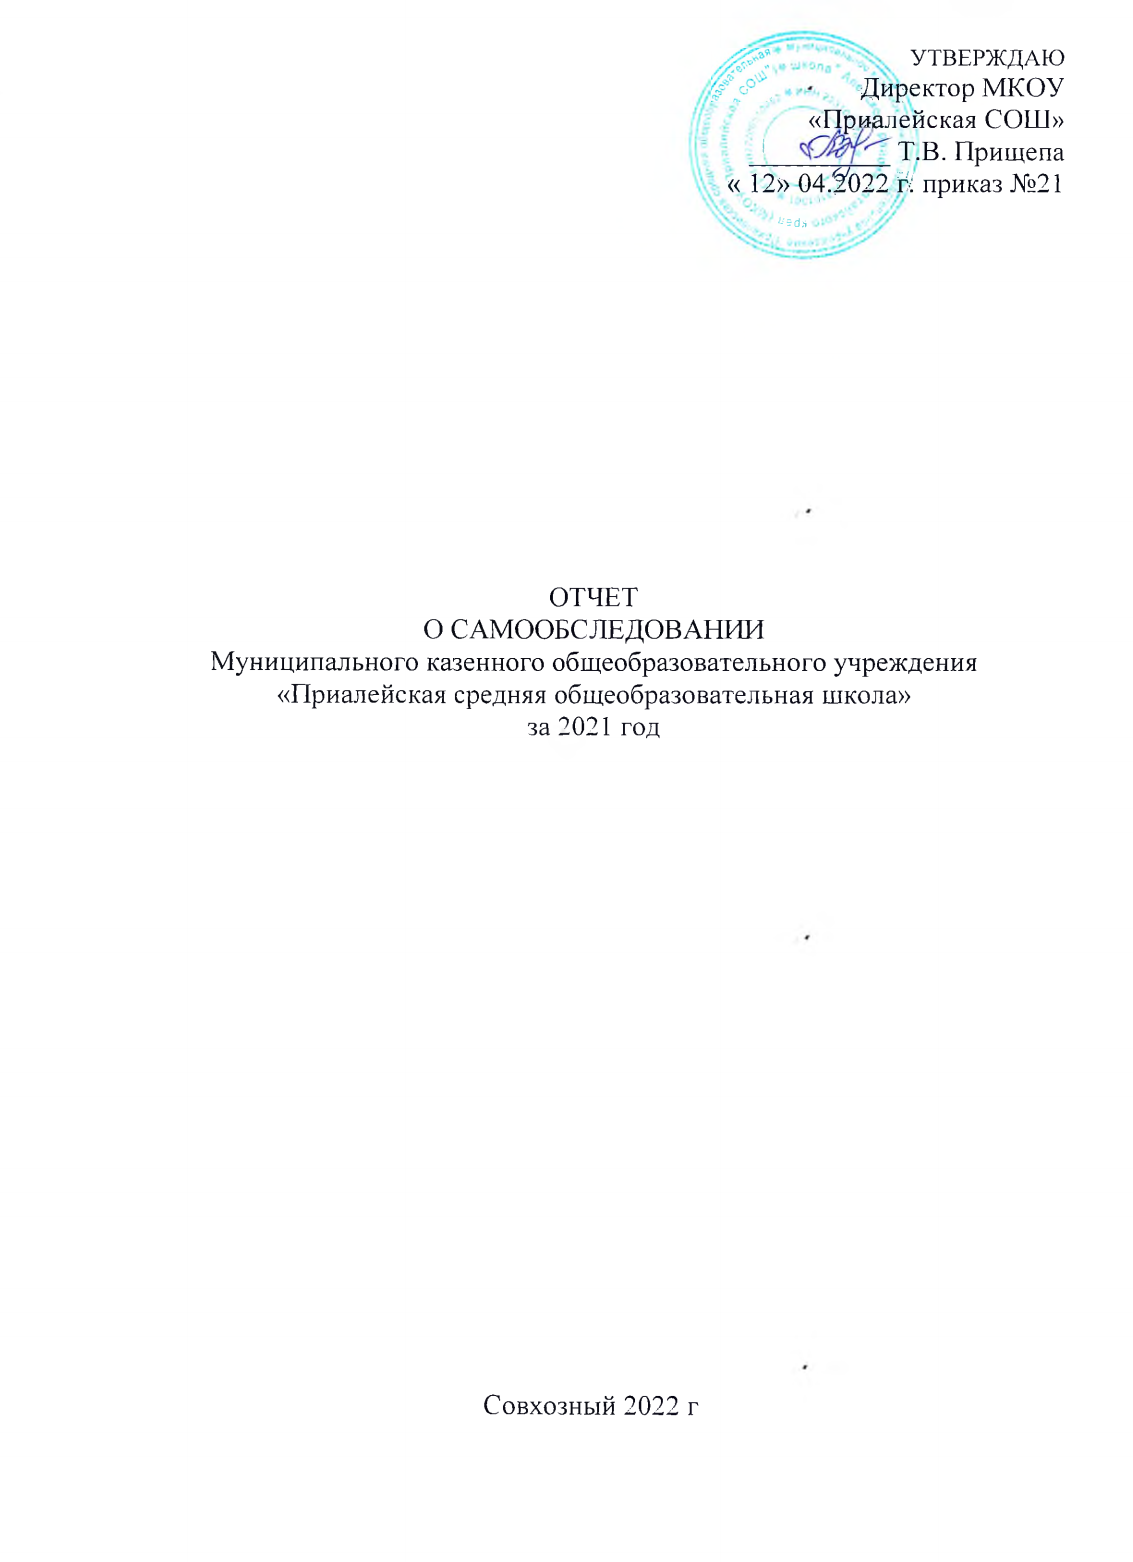 УТВЕРЖДАЮ
Директор МКОУ
«Приалейская СОШ»
Т.В. Прищепа
« 12» 04.2022 г. приказ №21
ОТЧЕТ
О САМООБСЛЕДОВАНИИ
Муниципального казенного общеобразовательного учреждения
«Приалейская средняя общеобразовательная школа»
за 2021 год
Совхозный 2022 г